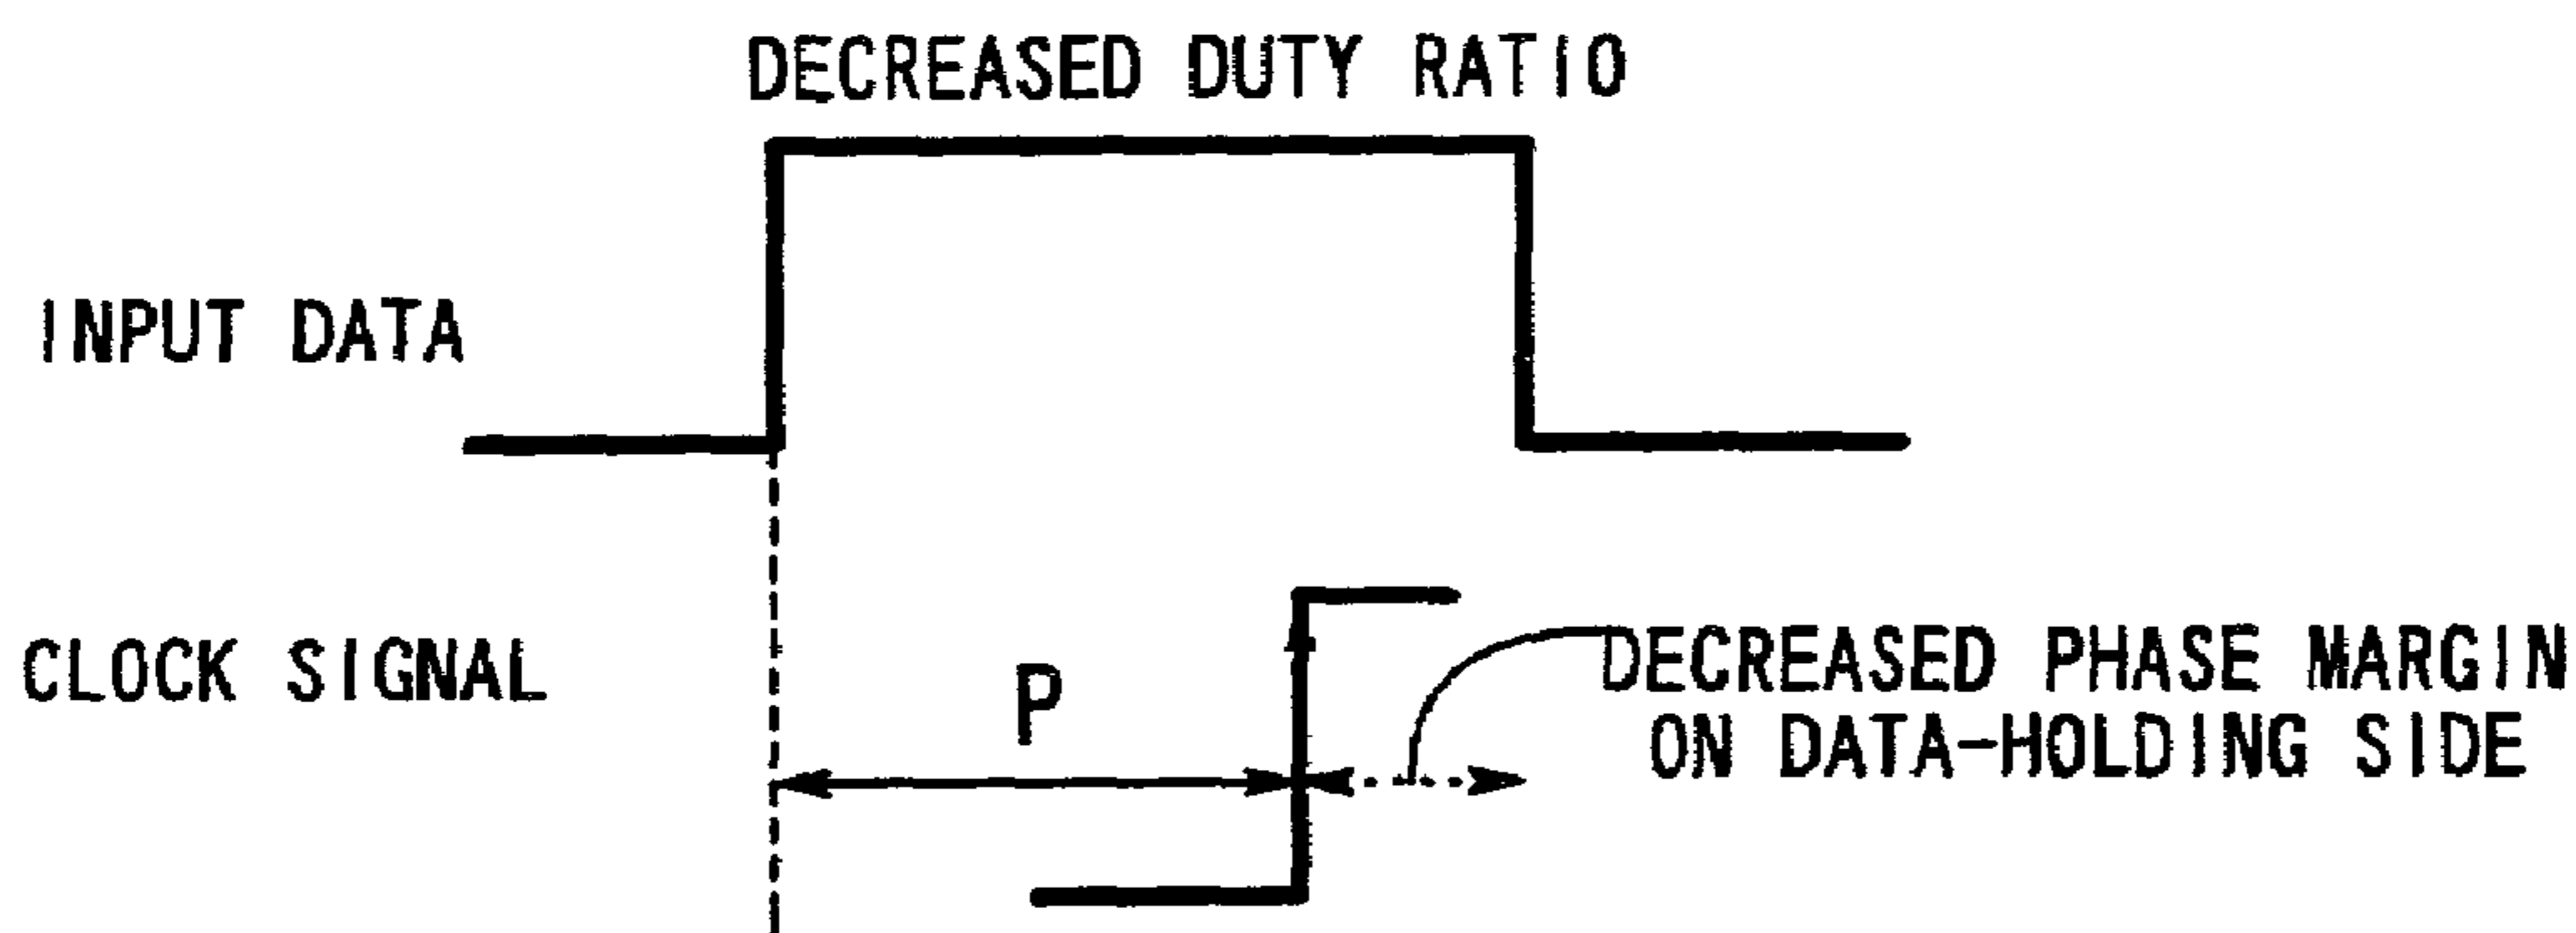 DECREASED DUTY RATIO
INPUT DATA
CLOCK SIGNAL
P
DECREASED PHASE MARGIN
ON DATA-HOLDING SIDE